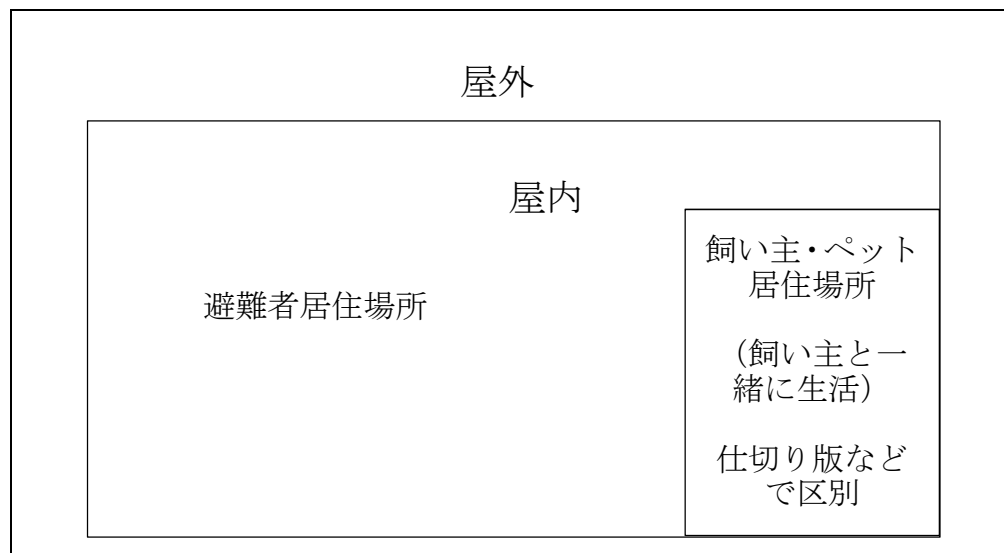 屋外
屋内
避難者居住場所
飼い主・ペット
居住場所
（飼い主と一
緒に生活）
仕切り版など
で区別